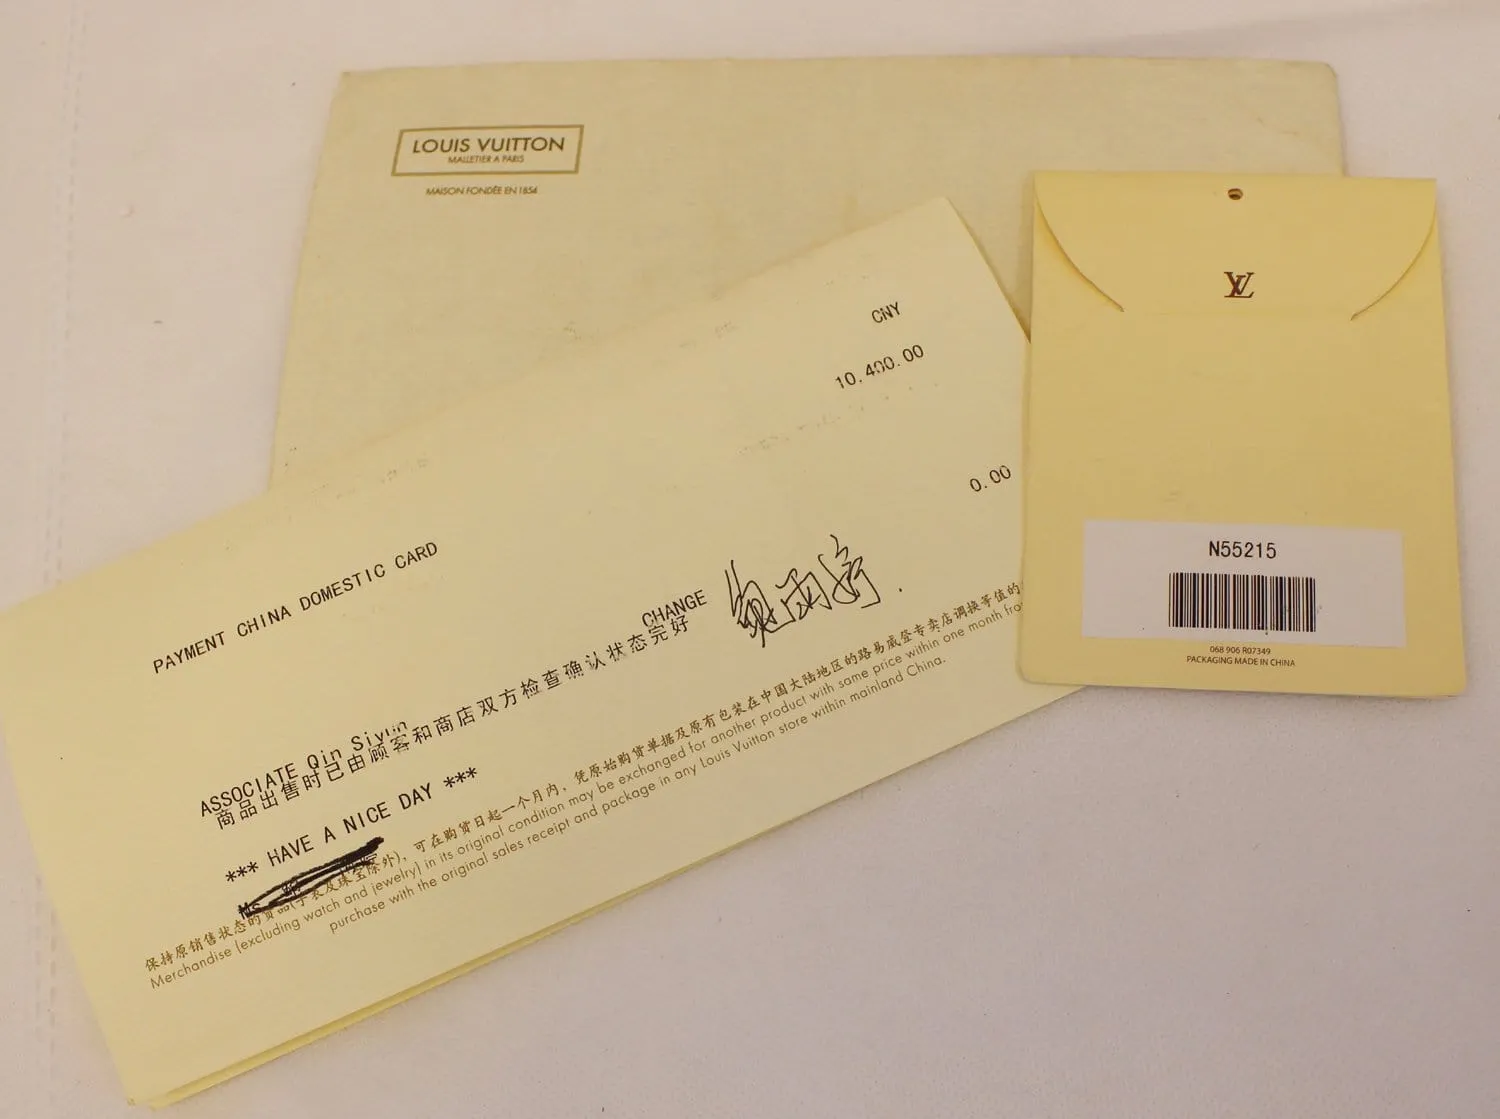 LOUIS VUITTON
MALLETIER A PARIS
MAISON FONDÉE EN 1854
CNY
10,400.00
0.00
PAYMENT CHINA DOMESTIC CARD
CHANGE
ASSOCIATE Qin Siyun
商品出售时已由顾客和商店双方检查确认状态完好
*** HAVE A NICE DAY ***
Ms.
保持原销售状态的货品(手表及珠宝除外), 可在购货日起一个月内, 凭原始购货单据及原有包装在中国大陆地区的路易威登专卖店调换等值的
Merchandise (excluding watch and jewelry) in its original condition may be exchanged for another product with same price within one month from
purchase with the original sales receipt and package in any Louis Vuitton store within mainland China.
LV
N55215
068 906 R07349
PACKAGING MADE IN CHINA